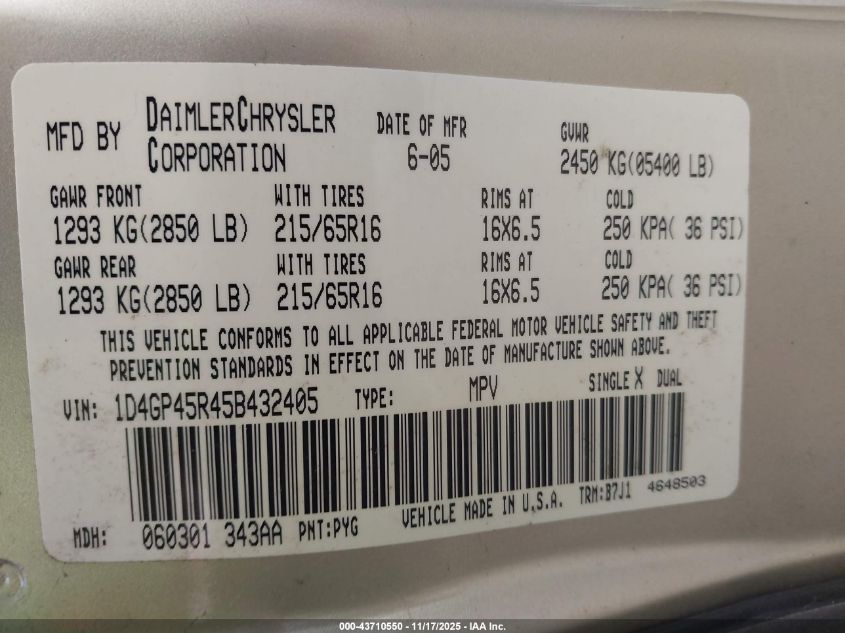 MFD BY DAIMLERCHRYSLER CORPORATION DATE OF MFR 6-05 GVWR 2450 KG(05400 LB)
GAWR FRONT WITH TIRES RIMS AT COLD
1293 KG(2850 LB) 215/65R16 16X6.5 250 KPA( 36 PSI)
GAWR REAR WITH TIRES RIMS AT COLD
1293 KG(2850 LB) 215/65R16 16X6.5 250 KPA( 36 PSI)
THIS VEHICLE CONFORMS TO ALL APPLICABLE FEDERAL MOTOR VEHICLE SAFETY AND THEFT
PREVENTION STANDARDS IN EFFECT ON THE DATE OF MANUFACTURE SHOWN ABOVE.
VIN: 1D4GP45R45B432405 TYPE: MPV SINGLE X DUAL
MDH: 060301 343AA PNT:PYG VEHICLE MADE IN U.S.A. TRM:B7J1 4648503
000-43710550 - 11/17/2025 - IAA Inc.